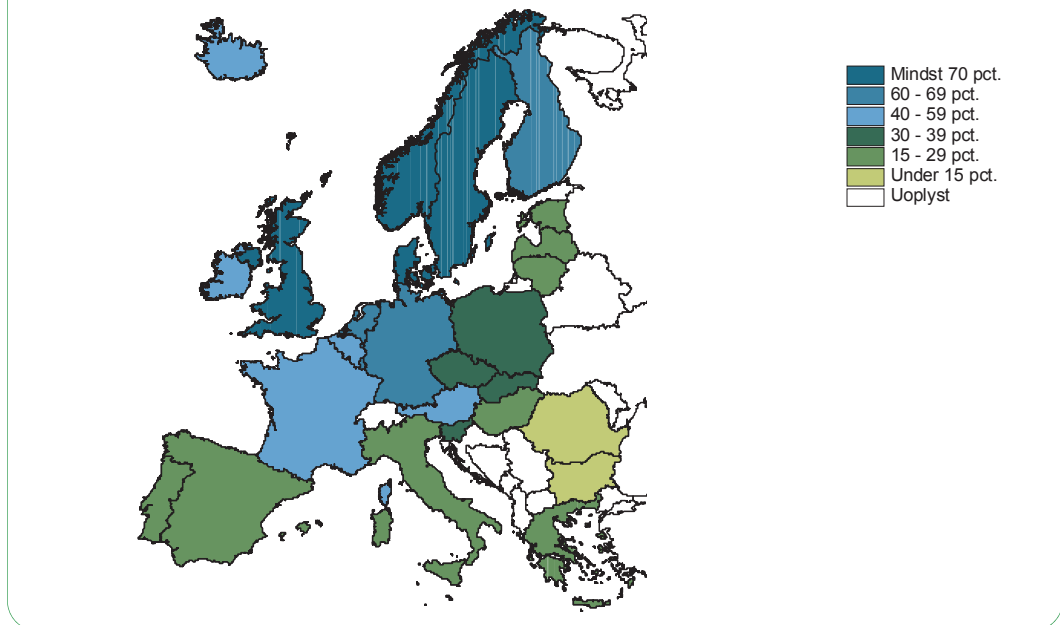 Mindst 70 pct.
60 - 69 pct.
40 - 59 pct.
30 - 39 pct.
15 - 29 pct.
Under 15 pct.
Uoplyst